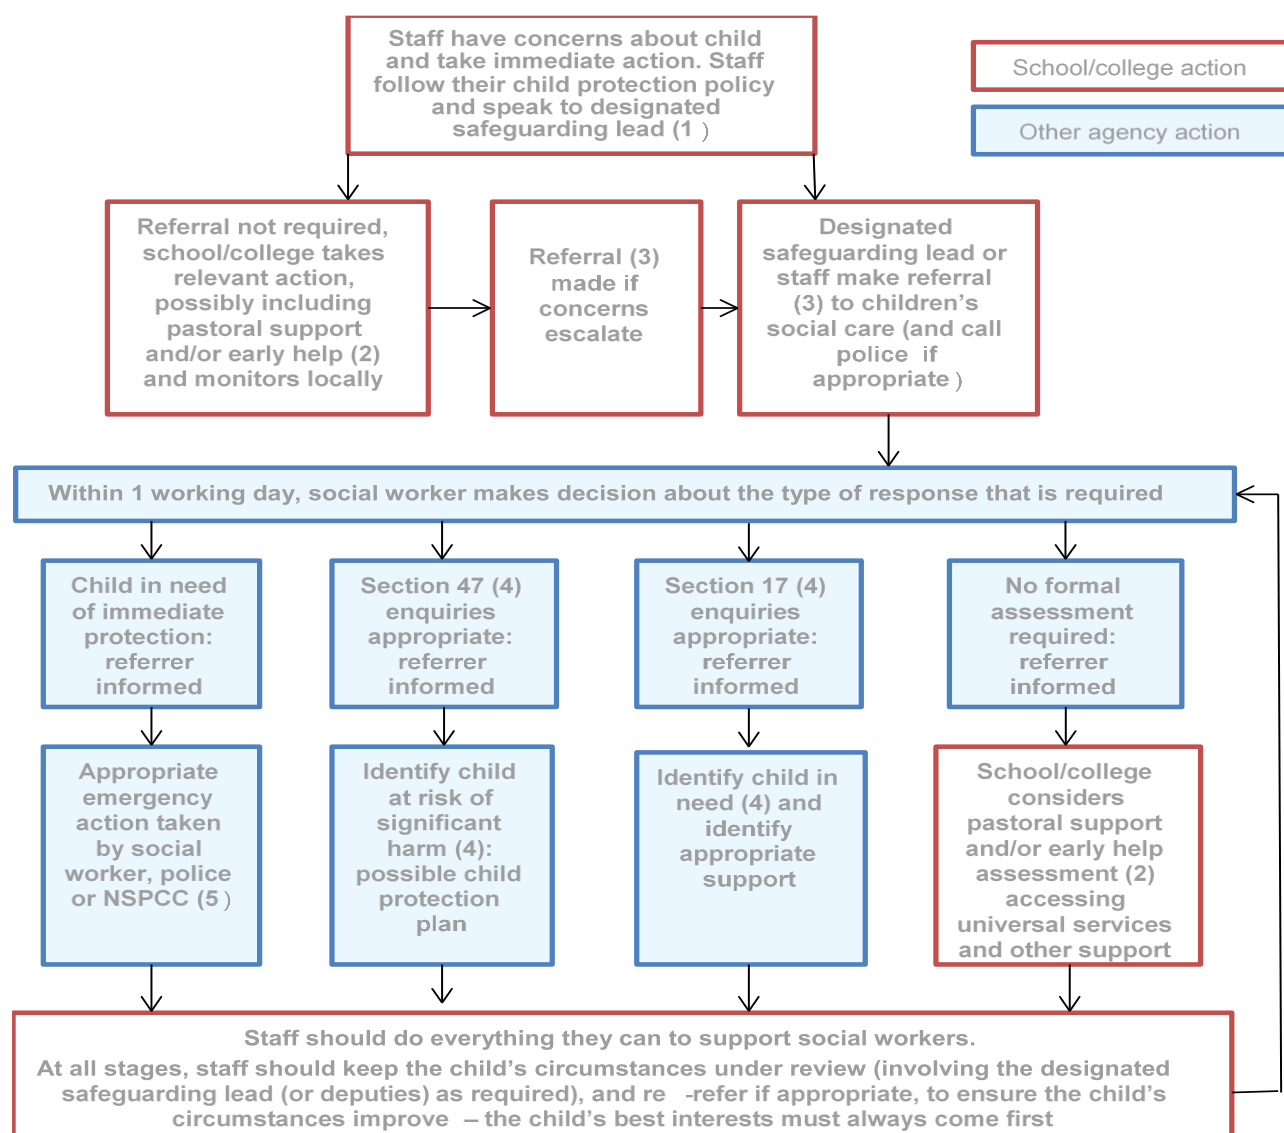 Staff have concerns about child
and take immediate action. Staff
follow their child protection policy
and speak to designated
safeguarding lead (1 )
School/college action
Other agency action
Referral not required,
school/college takes
relevant action,
possibly including
pastoral support
and/or early help (2)
and monitors locally
Referral (3)
made if
concerns
escalate
Designated
safeguarding lead or
staff make referral
(3) to children’s
social care (and call
police if
appropriate )
Within 1 working day, social worker makes decision about the type of response that is required
Child in need
of immediate
protection:
referrer
informed
Section 47 (4)
enquiries
appropriate:
referrer
informed
Section 17 (4)
enquiries
appropriate:
referrer
informed
No formal
assessment
required:
referrer
informed
Appropriate
emergency
action taken
by social
worker, police
or NSPCC (5 )
Identify child
at risk of
significant
harm (4):
possible child
protection
plan
Identify child in
need (4) and
identify
appropriate
support
School/college
considers
pastoral support
and/or early help
assessment (2)
accessing
universal services
and other support
Staff should do everything they can to support social workers.
At all stages, staff should keep the child’s circumstances under review (involving the designated
safeguarding lead (or deputies) as required), and re -refer if appropriate, to ensure the child’s
circumstances improve – the child’s best interests must always come first